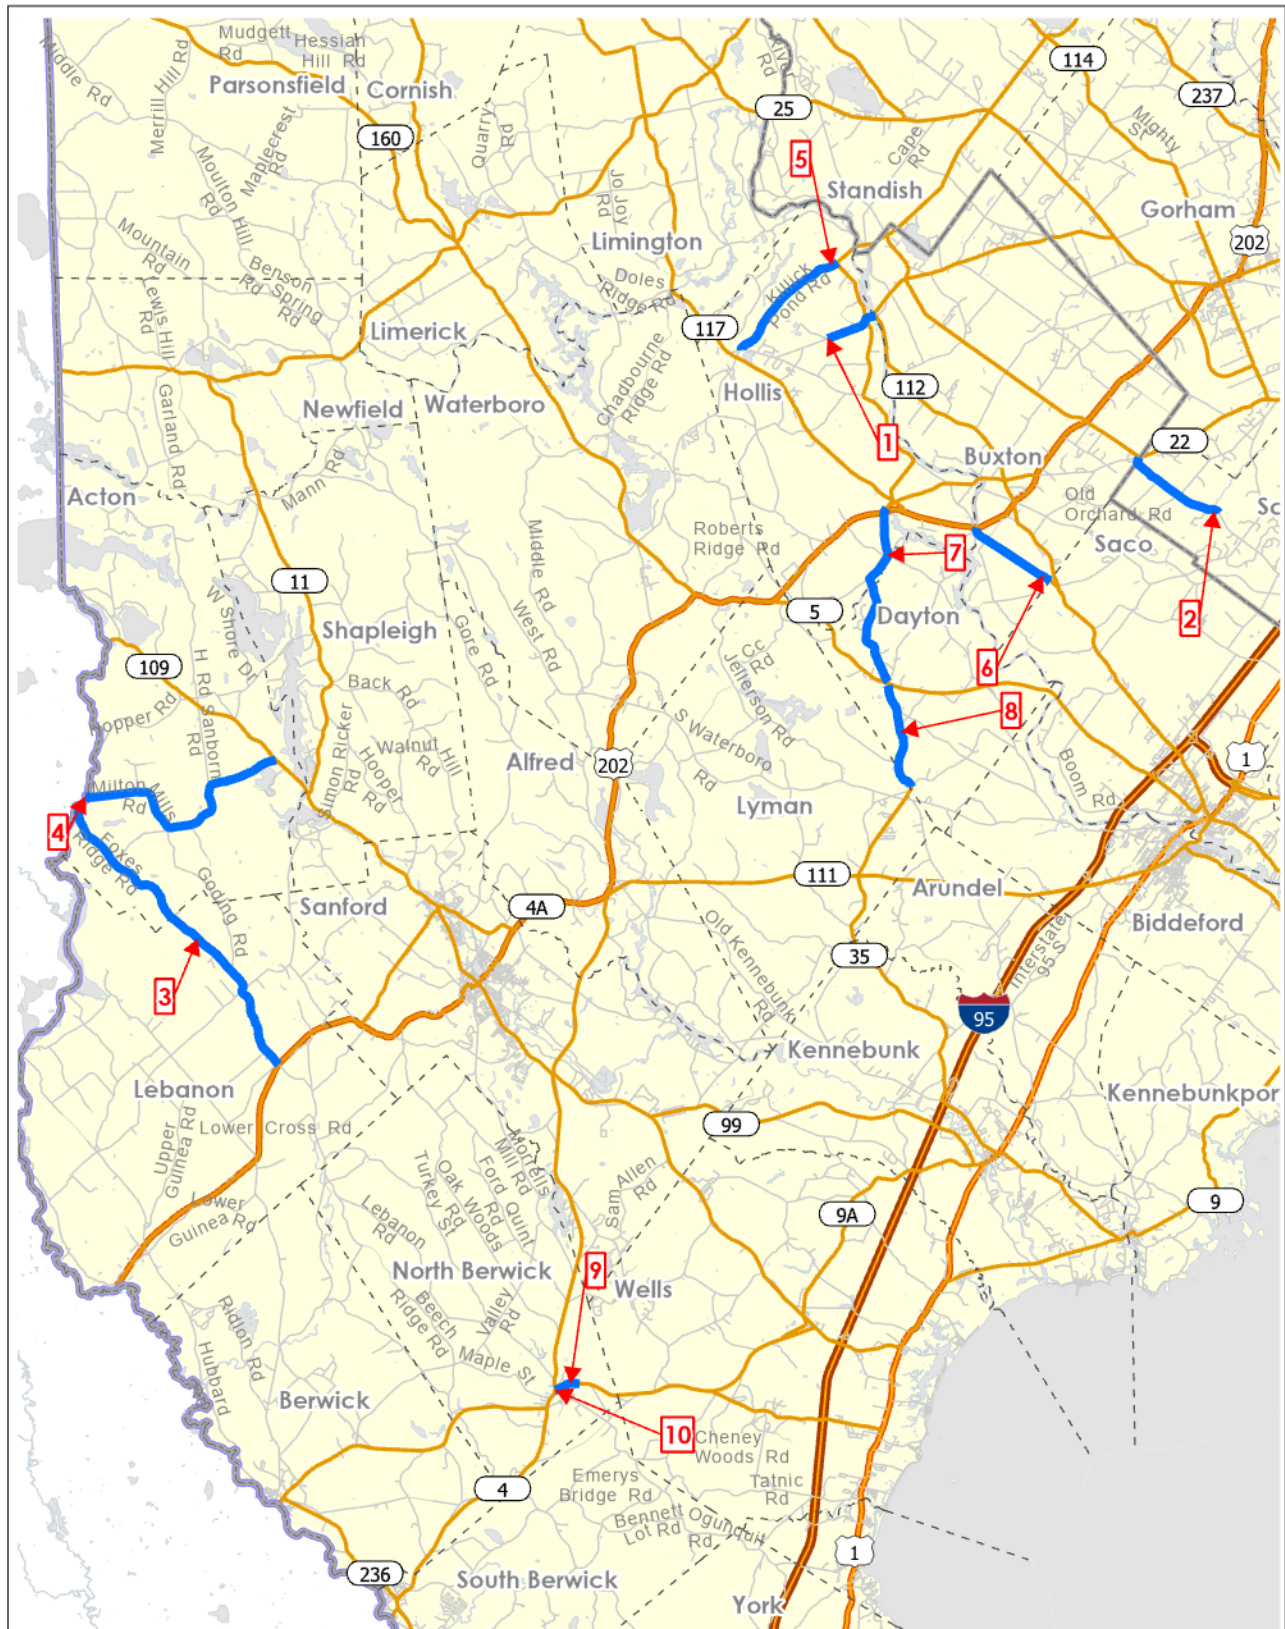 Mudgett
Rd
Hessian
Hill Rd
Middle Rd
Merrill Hill Rd
Parsonsfield
Cornish
114
237
25
160
Maplecrest
Rd
Quarry
Rd
Cape
Rd
Mighty
St
5
Moulton Hill
Rd
Jo Joy
Rd
Standish
Gorham
202
Mountain
Rd
Limington
Benson
Spring
Rd
Lewis Hill
Rd
Doles
Ridge Rd
Killick
Pond Rd
117
Limerick
Chadbourne
Ridge Rd
112
Hollis
Garland Rd
Newfield
Waterboro
1
22
Buxton
Mann Rd
Acton
Old
Orchard Rd
Sc
Saco
Roberts
Ridge Rd
7
Middle Rd
11
5
Dayton
2
W Shore Dr
West Rd
Gore Rd
Shapleigh
Cc
Rd
6
109
H Rd Sanborn
Rd
Back Rd
Jefferson Rd
8
Hopper Rd
S Waterboro
Rd
Walnut Hill
Rd
Hooper
Rd
Simon Ricker
Rd
Alfred
202
1
Boom Rd
Milton Mills
Rd
Lyman
4
Foxes
Ridge Rd
Goding Rd
111
Arundel
Sanford
4A
Biddeford
Old Kennebunk
Rd
35
Interstate
95 S
3
95
Kennebunk
Lebanon
Kennebunkpor
Upper
Guinea Rd
Lower Cross Rd
99
Mortells
Mill Rd
Ford Quint
Rd
Oak Woods
Rd
Turkey St
Sam Allen
Rd
Lower
Guinea Rd
Lebanon
Rd
9A
9
North Berwick
9
Wells
Beech
Ridge Rd
Valley
Rd
Ridlon Rd
Hubbard
Maple St
Berwick
10
Cheney
Woods Rd
Emerys
Bridge Rd
Tatnic
Rd
4
Bennett
Lot Rd
Ogunquit
Rd
1
236
South Berwick
York